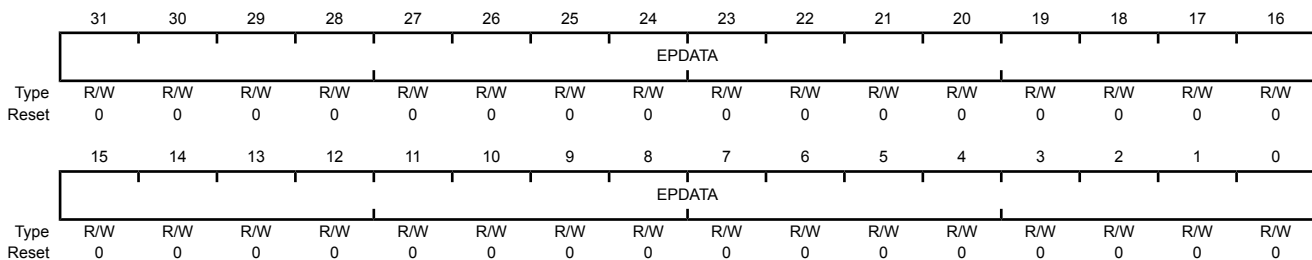 31 30 29 28 27 26 25 24 23 22 21 20 19 18 17 16
EPDATA
Type R/W R/W R/W R/W R/W R/W R/W R/W R/W R/W R/W R/W R/W R/W R/W R/W
Reset 0 0 0 0 0 0 0 0 0 0 0 0 0 0 0 0
15 14 13 12 11 10 9 8 7 6 5 4 3 2 1 0
EPDATA
Type R/W R/W R/W R/W R/W R/W R/W R/W R/W R/W R/W R/W R/W R/W R/W R/W
Reset 0 0 0 0 0 0 0 0 0 0 0 0 0 0 0 0